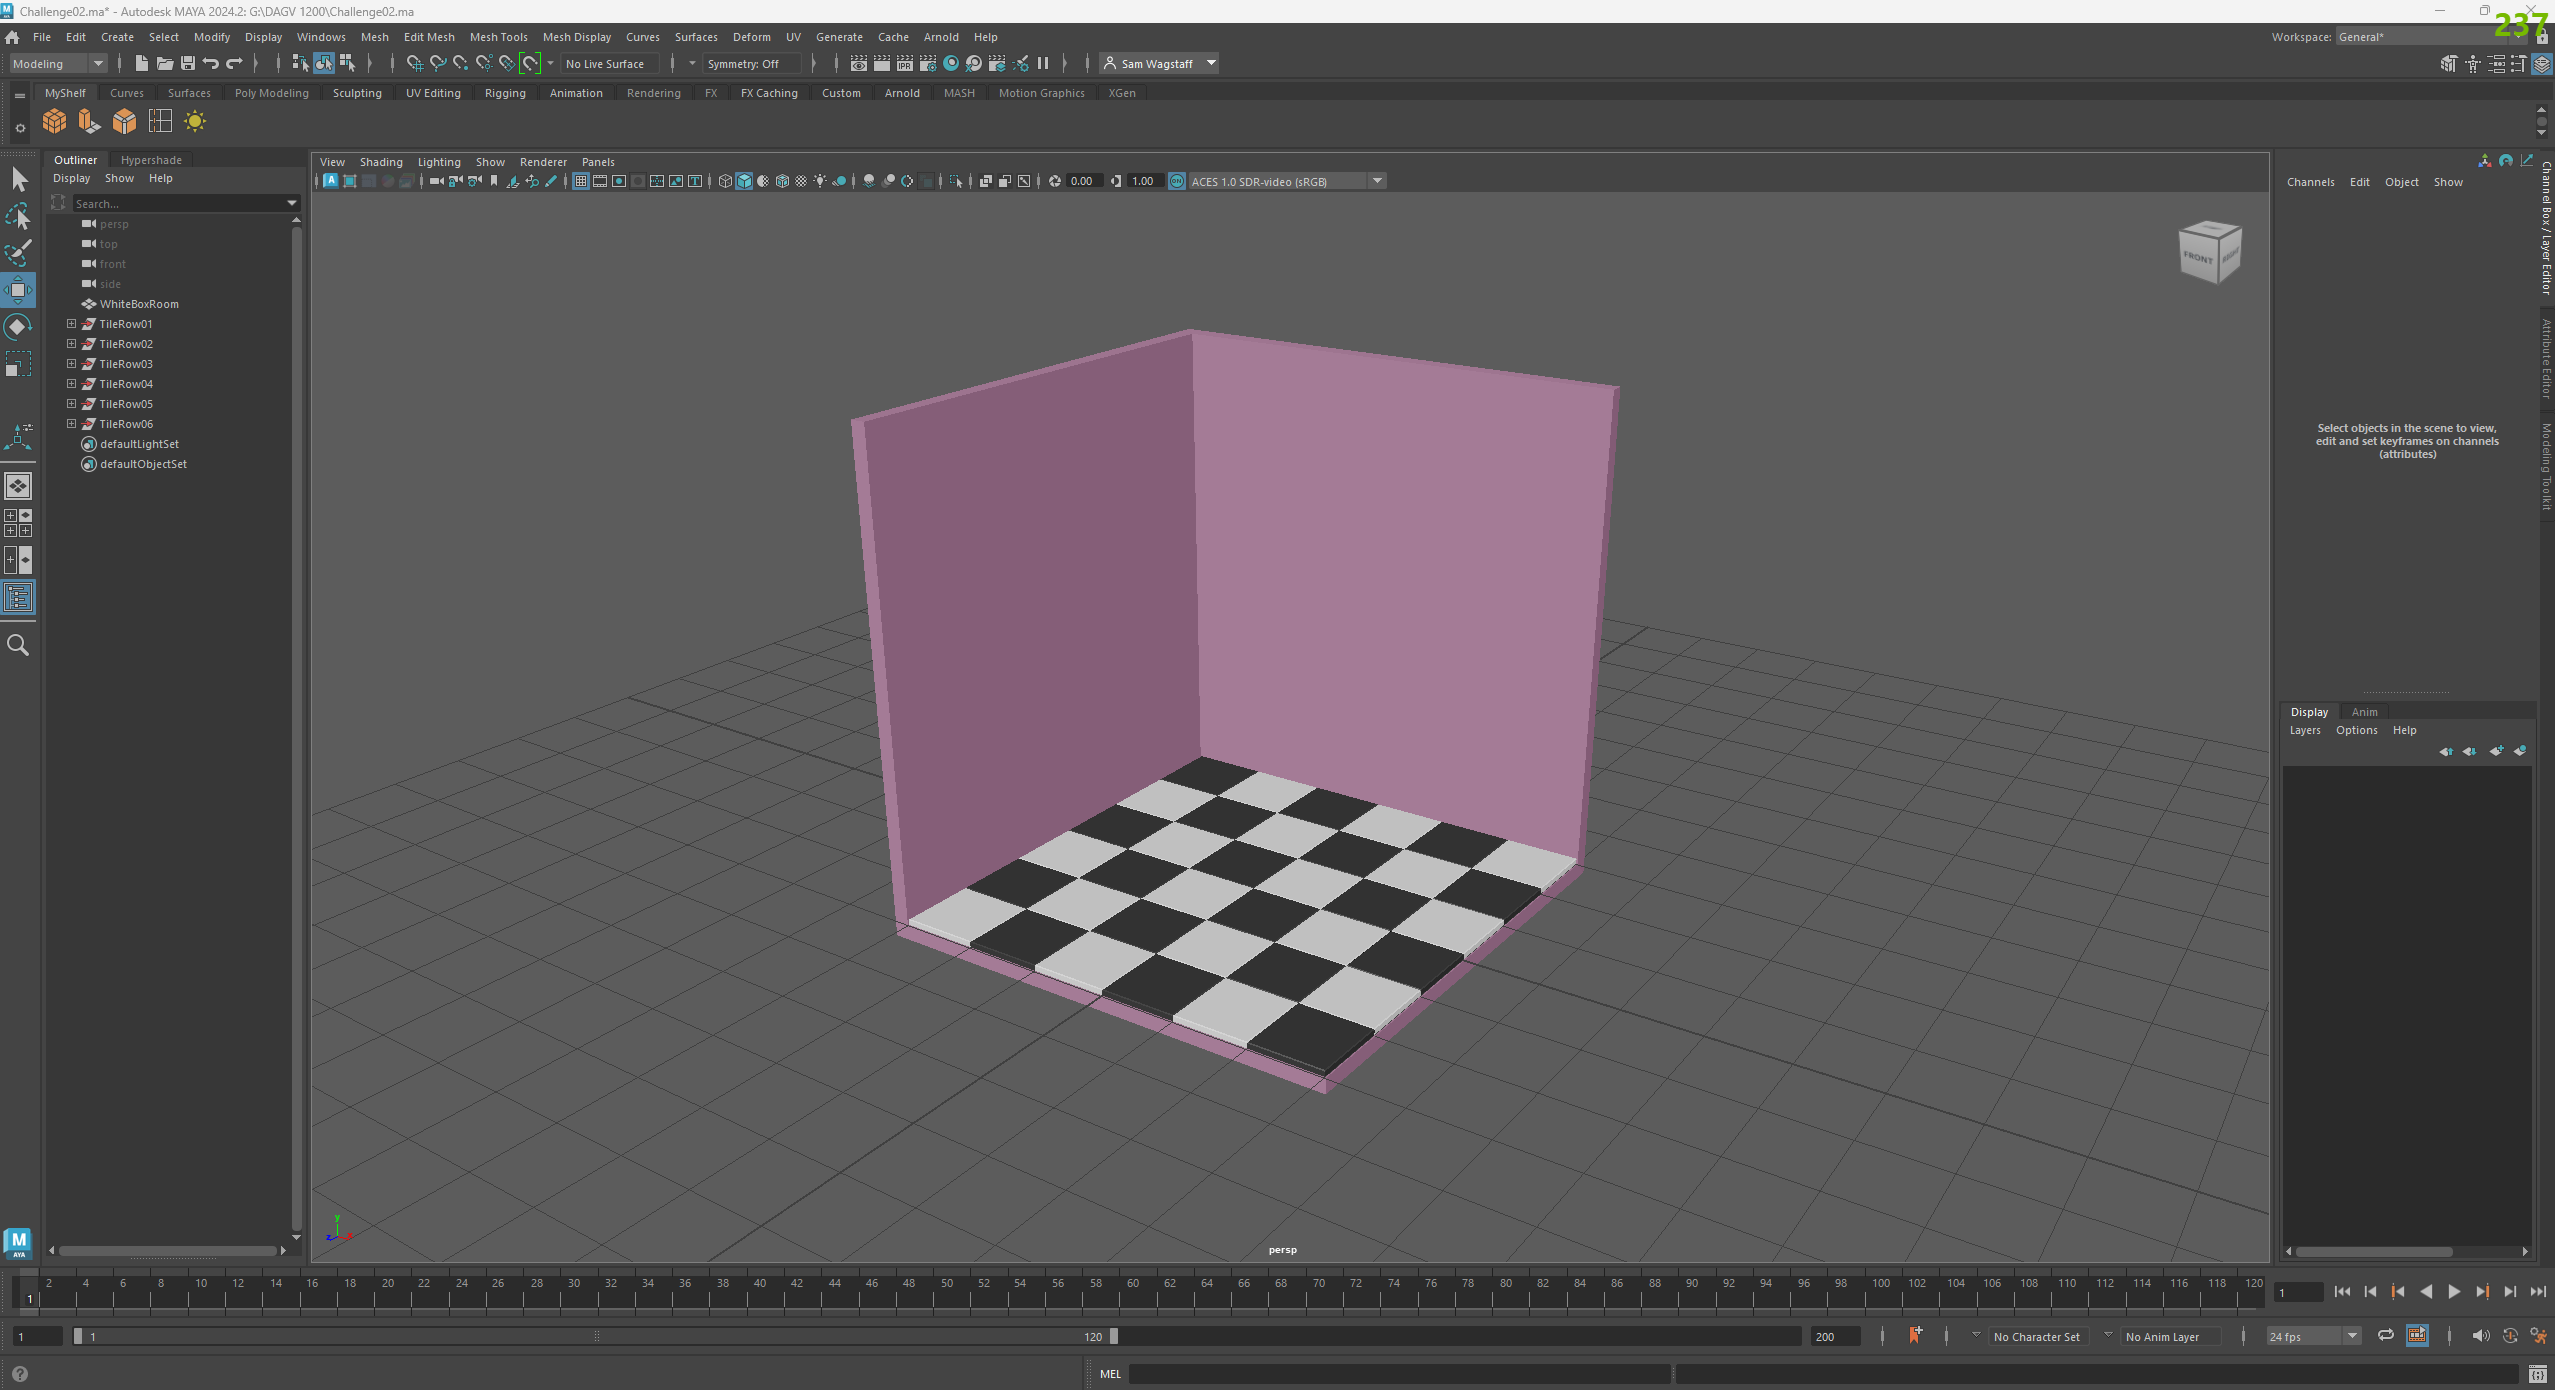 Challenge02.ma* - Autodesk MAYA 2024.2: G:\DAGV 1200\Challenge02.ma
237
File Edit Create Select Modify Display Windows Mesh Edit Mesh Mesh Tools Mesh Display Curves Surfaces Deform UV Generate Cache Arnold Help
Workspace: General*
Modeling No Live Surface Symmetry: Off IPR Sam Wagstaff
MyShelf Curves Surfaces Poly Modeling Sculpting UV Editing Rigging Animation Rendering FX FX Caching Custom Arnold MASH Motion Graphics XGen
Outliner Hypershade
Display Show Help
Search...
persp
top
front
side
WhiteBoxRoom
TileRow01
TileRow02
TileRow03
TileRow04
TileRow05
TileRow06
defaultLightSet
defaultObjectSet
View Shading Lighting Show Renderer Panels
0.00 1.00 ON ACES 1.0 SDR-video (sRGB)
FRONT RIGHT
y
z x
persp
Channels Edit Object Show
Select objects in the scene to view,
edit and set keyframes on channels
(attributes)
Channel Box / Layer Editor
Attribute Editor
Modeling Toolkit
Display Anim
Layers Options Help
M
AYA
2 4 6 8 10 12 14 16 18 20 22 24 26 28 30 32 34 36 38 40 42 44 46 48 50 52 54 56 58 60 62 64 66 68 70 72 74 76 78 80 82 84 86 88 90 92 94 96 98 100 102 104 106 108 110 112 114 116 118 120
1 1
1 1 120 200 No Character Set No Anim Layer 24 fps
MEL